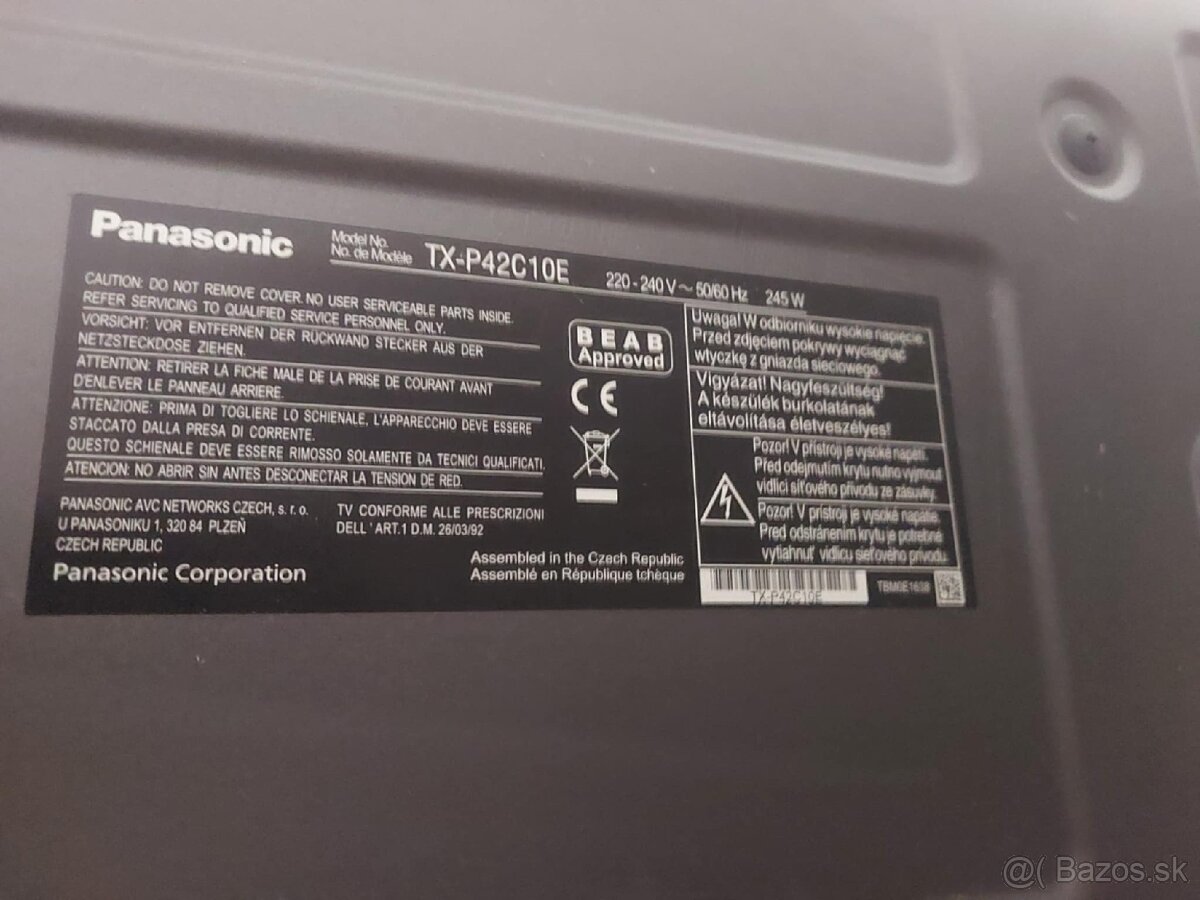 Panasonic
Model No.
No. de Modèle
TX-P42C10E
220-240 V ~ 50/60 Hz 245 W
CAUTION: DO NOT REMOVE COVER. NO USER SERVICEABLE PARTS INSIDE.
REFER SERVICING TO QUALIFIED SERVICE PERSONNEL ONLY.
VORSICHT: VOR ENTFERNEN DER RÜCKWAND STECKER AUS DER
NETZSTECKDOSE ZIEHEN.
ATTENTION: RETIRER LA FICHE MALE DE LA PRISE DE COURANT AVANT
D'ENLEVER LE PANNEAU ARRIERE.
ATTENZIONE: PRIMA DI TOGLIERE LO SCHIENALE, L'APPARECCHIO DEVE ESSERE
STACCATO DALLA PRESA DI CORRENTE.
QUESTO SCHIENALE DEVE ESSERE RIMOSSO SOLAMENTE DA TECNICI QUALIFICATI.
ATENCION: NO ABRIR SIN ANTES DESCONECTAR LA TENSION DE RED.
PANASONIC AVC NETWORKS CZECH, s. r. o.
U PANASONIKU 1, 320 84 PLZEŇ
CZECH REPUBLIC
Panasonic Corporation
TV CONFORME ALLE PRESCRIZIONI
DELL' ART.1 D.M. 26/03/92
Assembled in the Czech Republic
Assemblé en République tchèque
BEAB
Approved
CE
Uwaga! W odbiorniku wysokie napięcie.
Przed zdjęciem pokrywy wyciągnąć
wtyczkę z gniazda sieciowego.
Vigyázat! Nagyfeszültség!
A készülék burkolatának
eltávolítása életveszélyes!
Pozor! V přístroji je vysoké napětí.
Před odejmutím krytu nutno vyjmout
vidlici síťového přívodu ze zásuvky.
Pozor! V prístroji je vysoké napätie.
Pred odstránením krytu je potrebné
vytiahnuť vidlicu sieťového prívodu.
TX-P42C10E
TBM0E1638
@( Bazos.sk